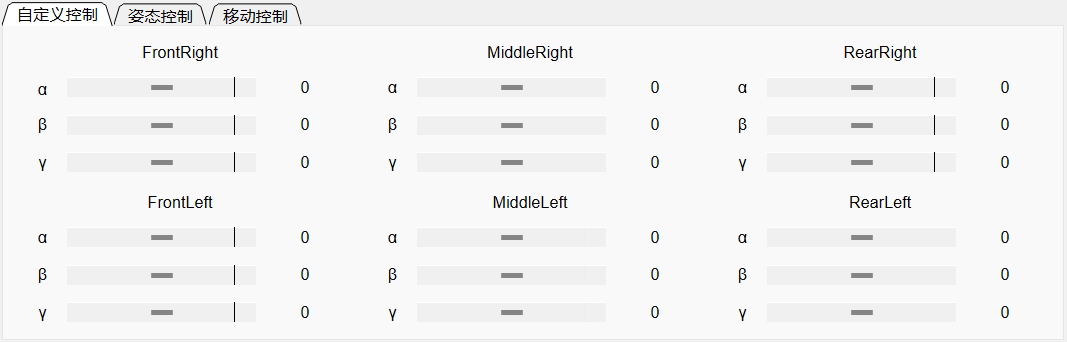 自定义控制 姿态控制 移动控制
FrontRight MiddleRight RearRight
α 0 α 0 α 0
β 0 β 0 β 0
γ 0 γ 0 γ 0
FrontLeft MiddleLeft RearLeft
α 0 α 0 α 0
β 0 β 0 β 0
γ 0 γ 0 γ 0